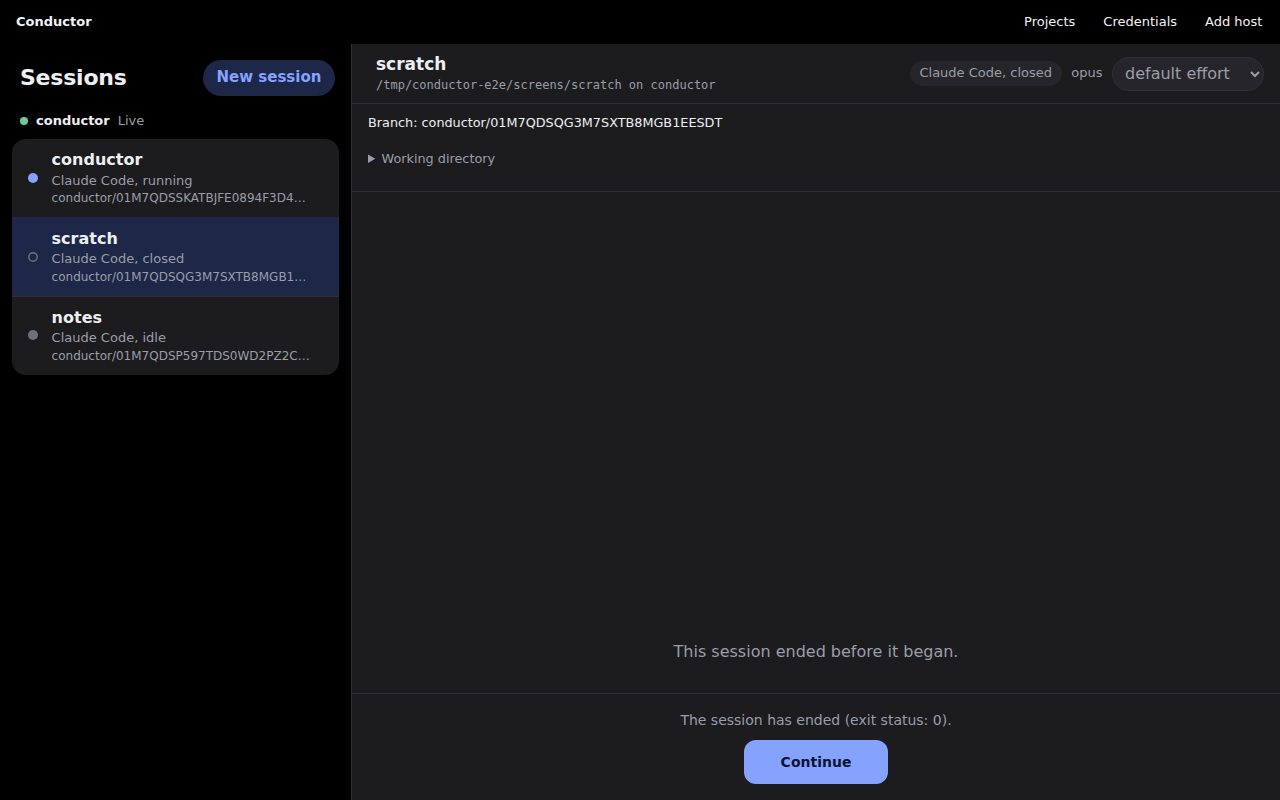 Conductor
Projects
Credentials
Add host
Sessions
New session
conductor Live
conductor
Claude Code, running
conductor/01M7QDSSKATBJFE0894F3D4…
scratch
Claude Code, closed
conductor/01M7QDSQG3M7SXTB8MGB1…
notes
Claude Code, idle
conductor/01M7QDSP597TDS0WD2PZ2C…
scratch
/tmp/conductor-e2e/screens/scratch on conductor
Claude Code, closed
opus
default effort
Branch: conductor/01M7QDSQG3M7SXTB8MGB1EESDT
Working directory
This session ended before it began.
The session has ended (exit status: 0).
Continue